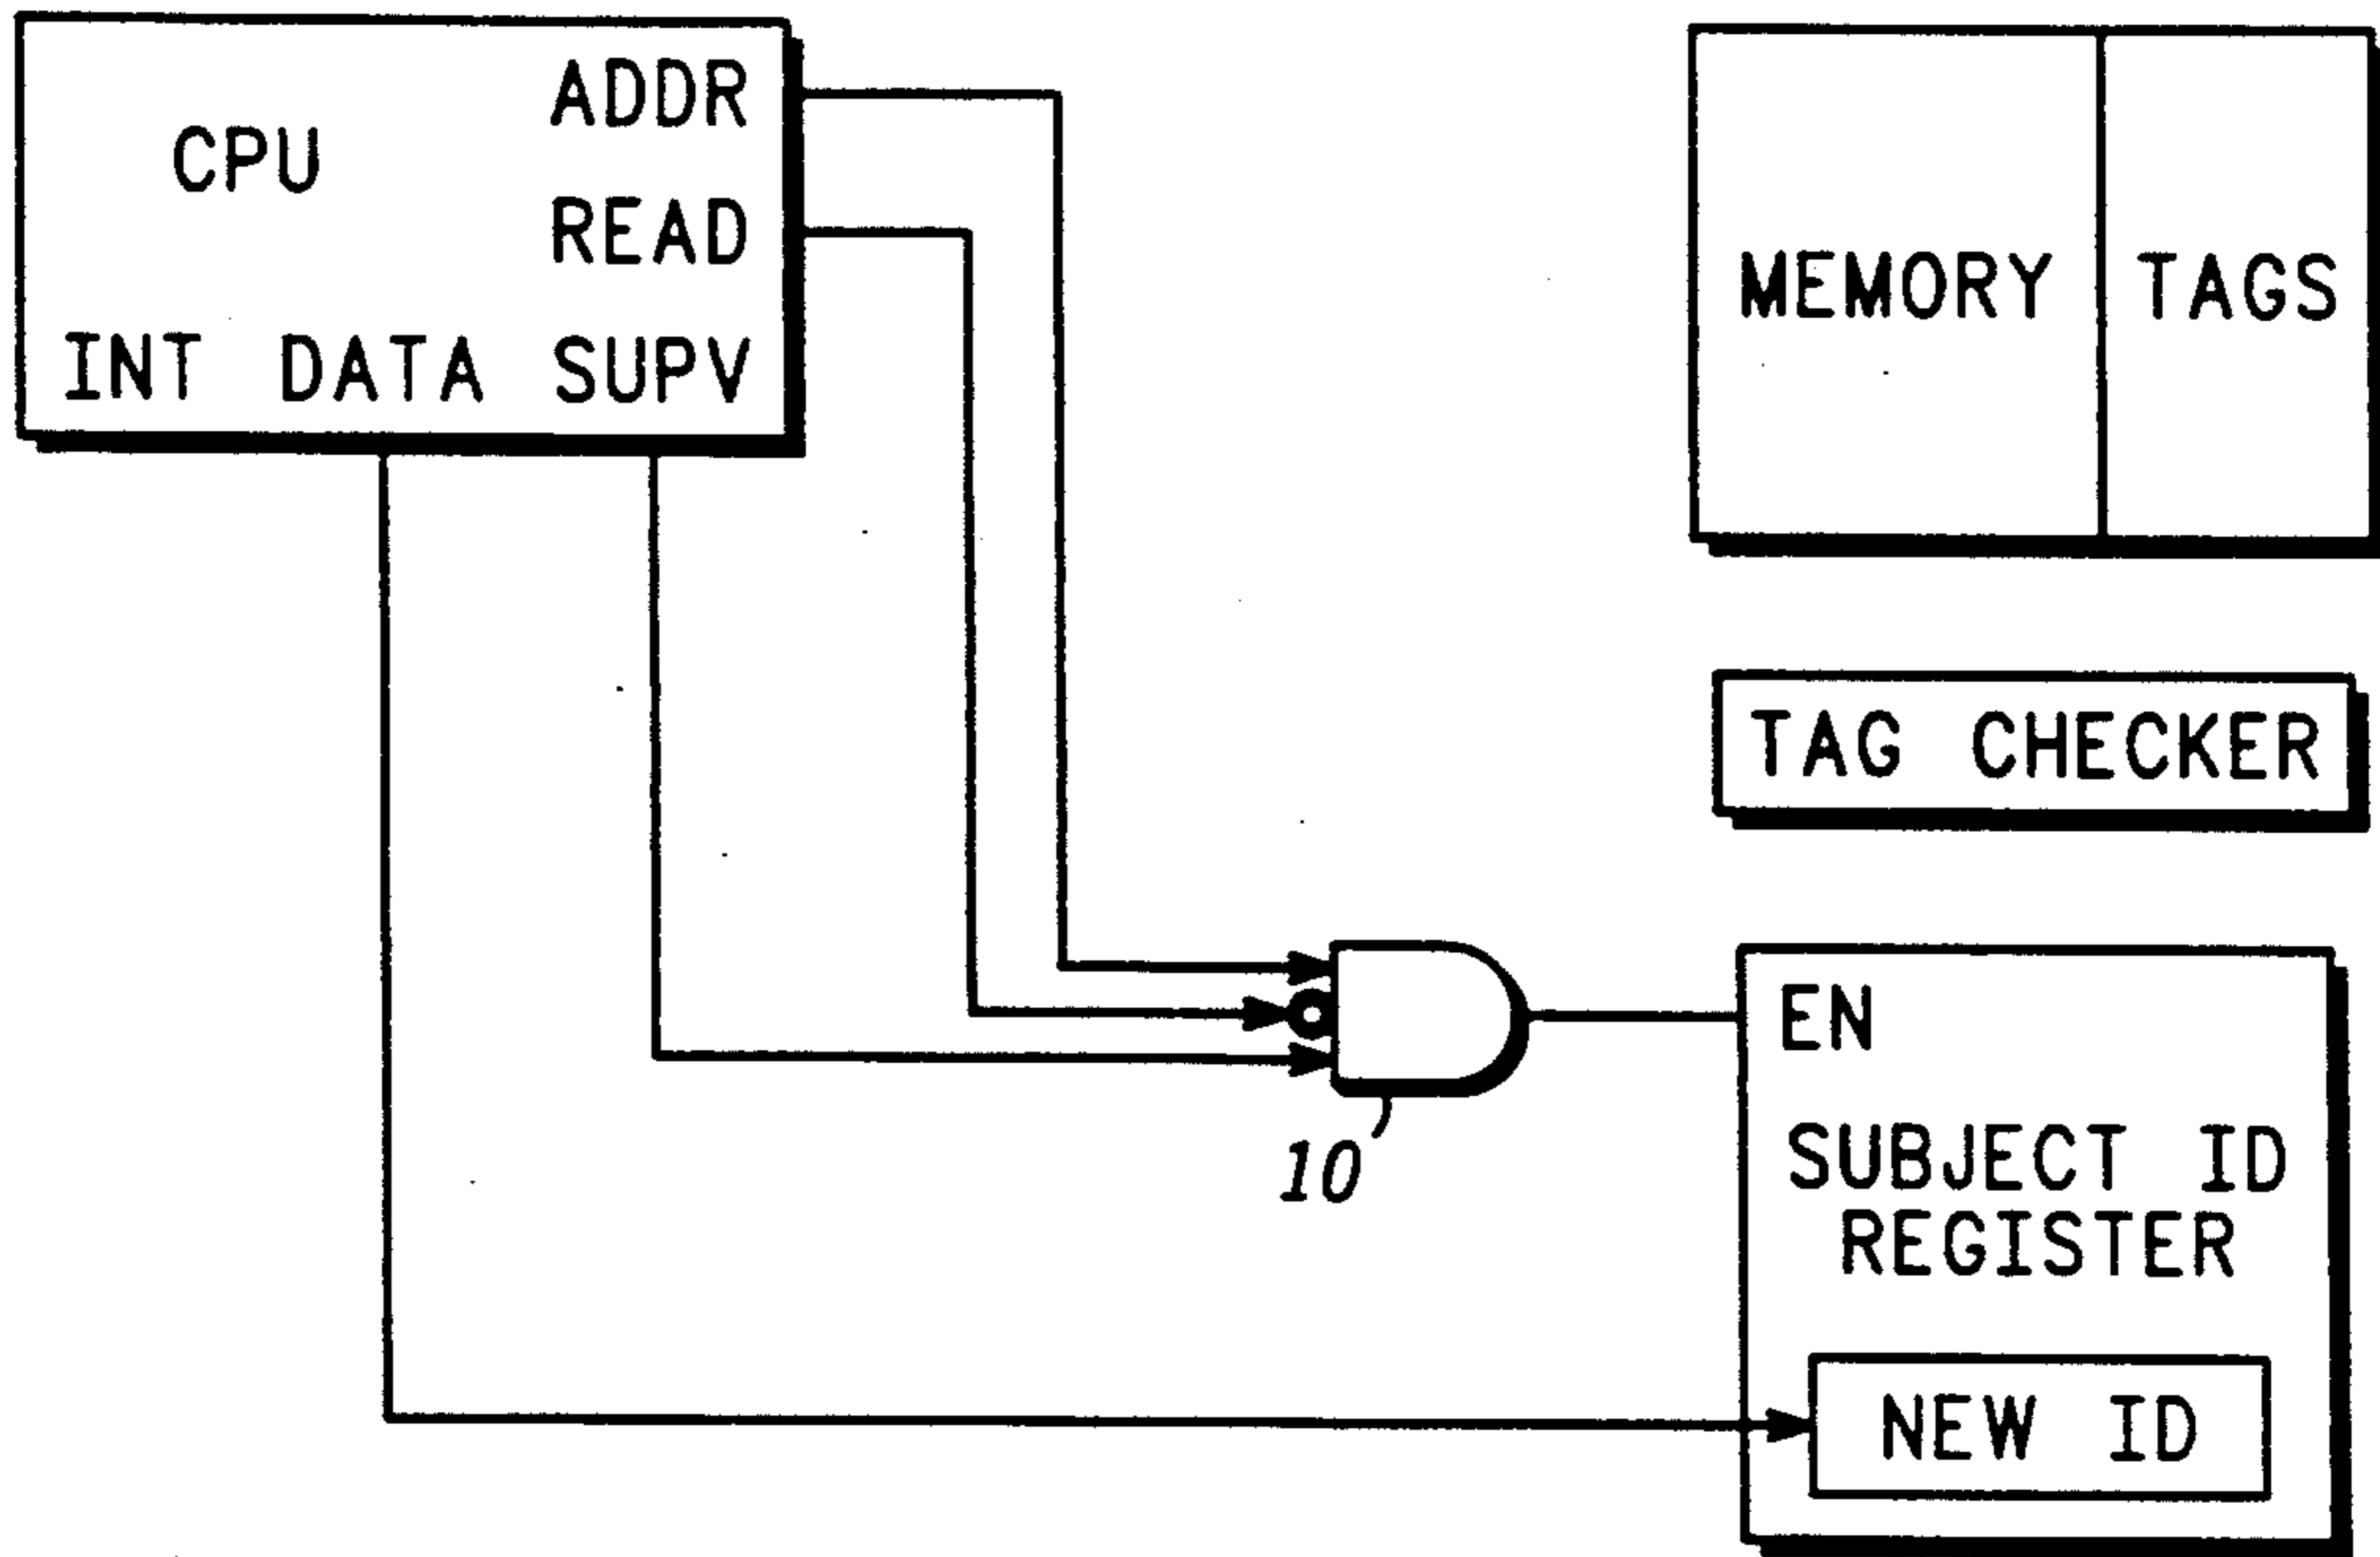 CPU
ADDR
READ
INT DATA SUPV
MEMORY
TAGS
TAG CHECKER
10
EN
SUBJECT ID
REGISTER
NEW ID